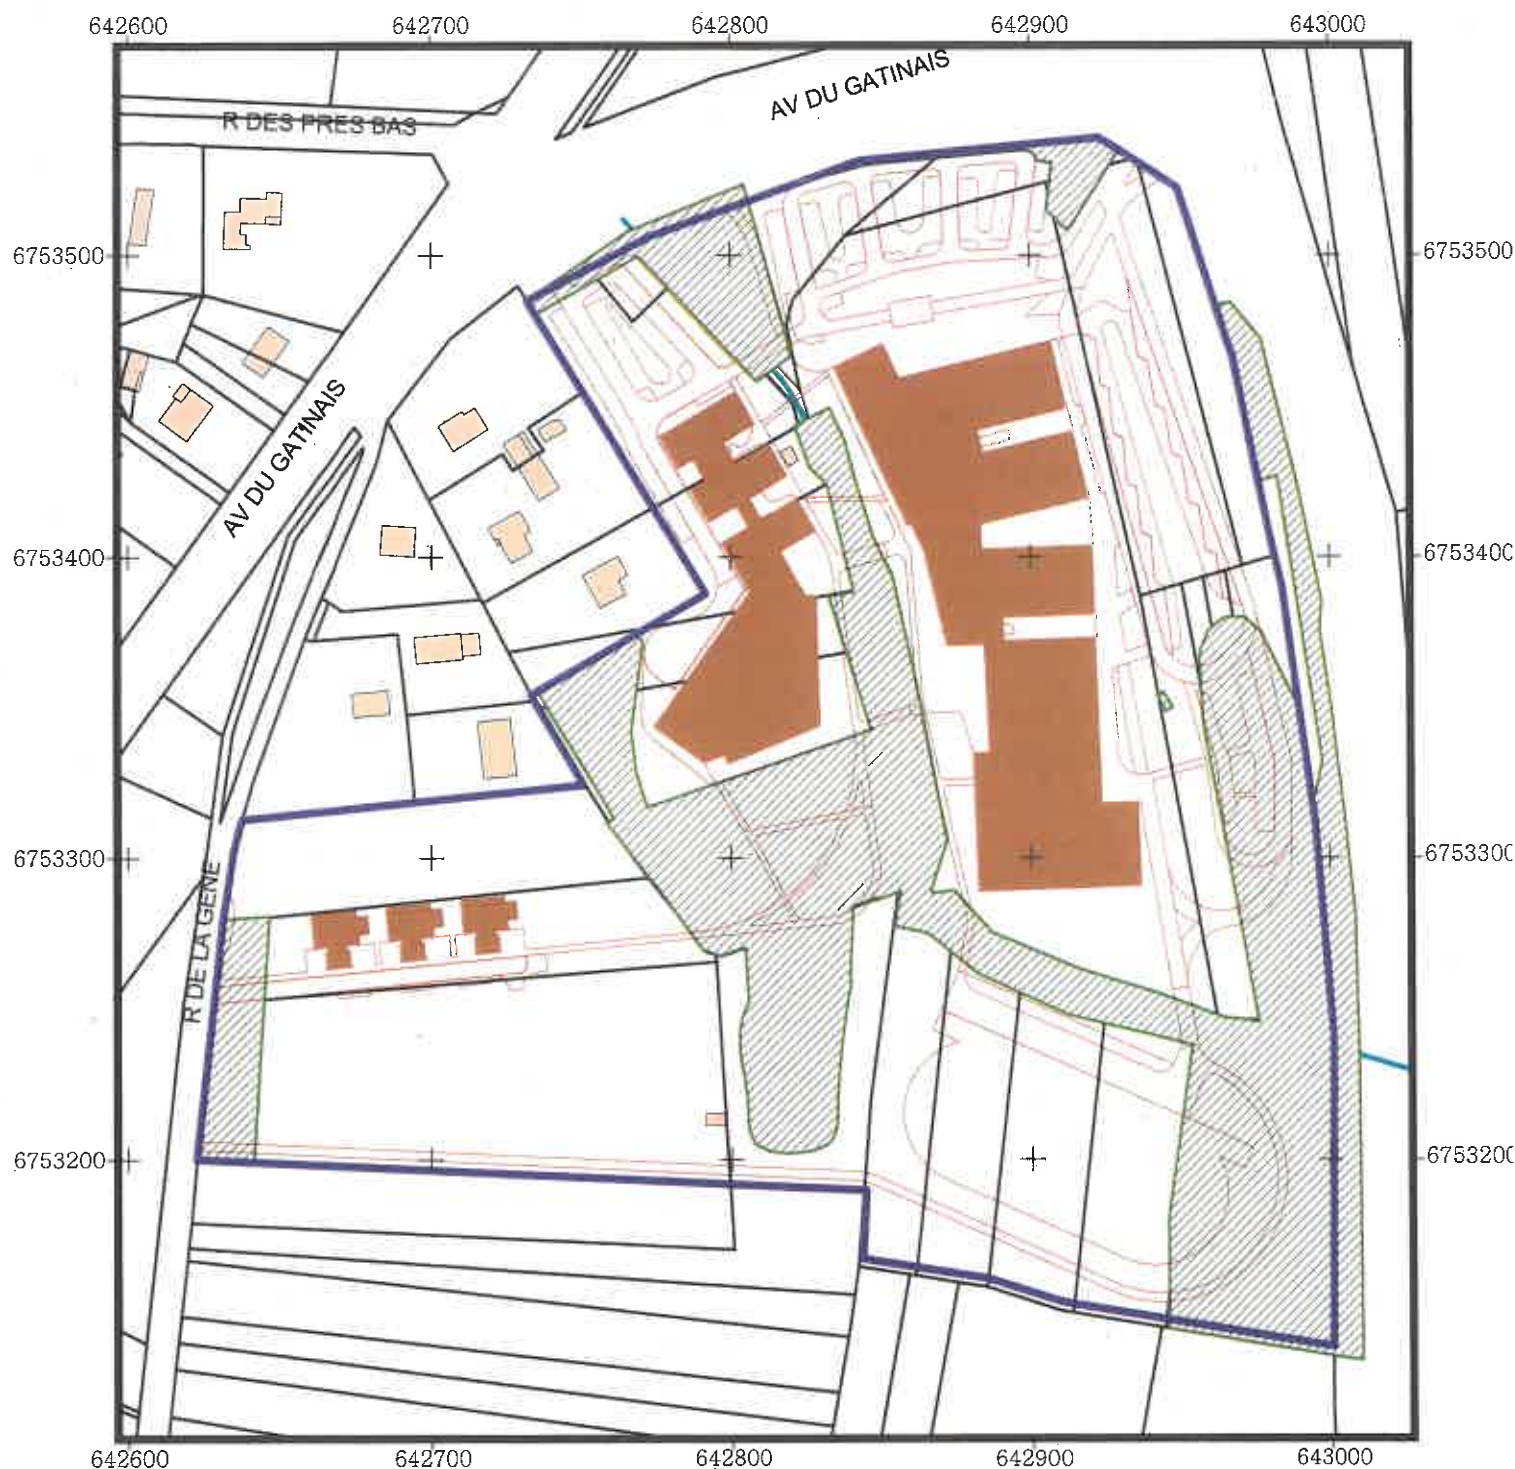 642600 642700 642800 642900 643000
AV DU GATINAIS
R DES PRES BAS
6753500 6753500
AV DU GATINAIS
6753400 6753400
6753300 6753300
R DE LA GENE
6753200 6753200
642600 642700 642800 642900 643000